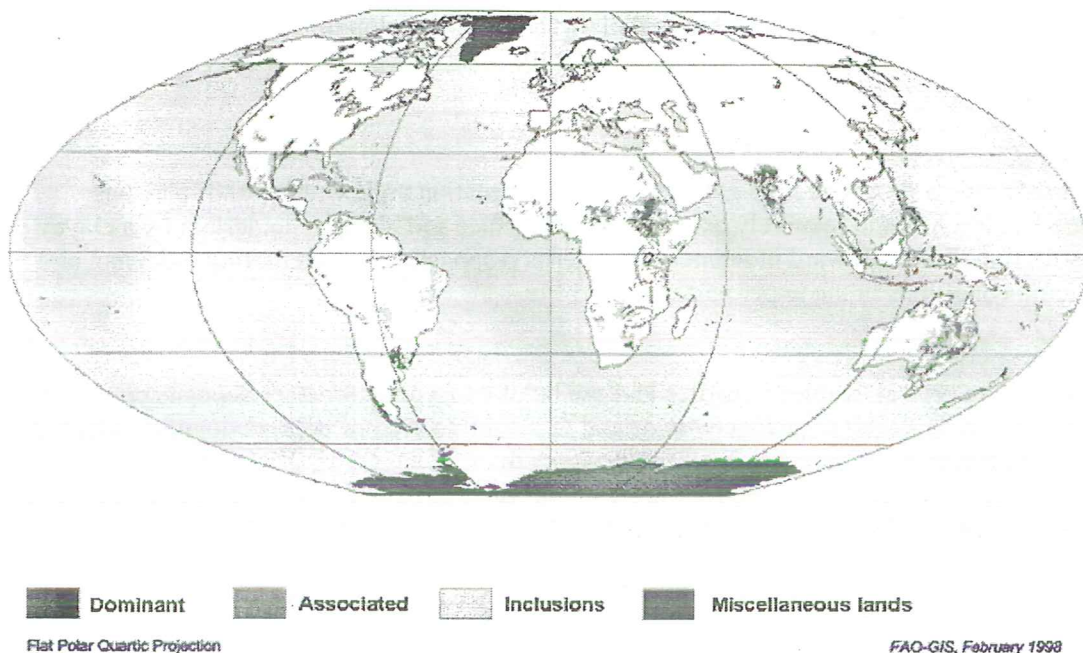 Dominant Associated Inclusions Miscellaneous lands
Flat Polar Quartic Projection FAO-GIS, February 1998